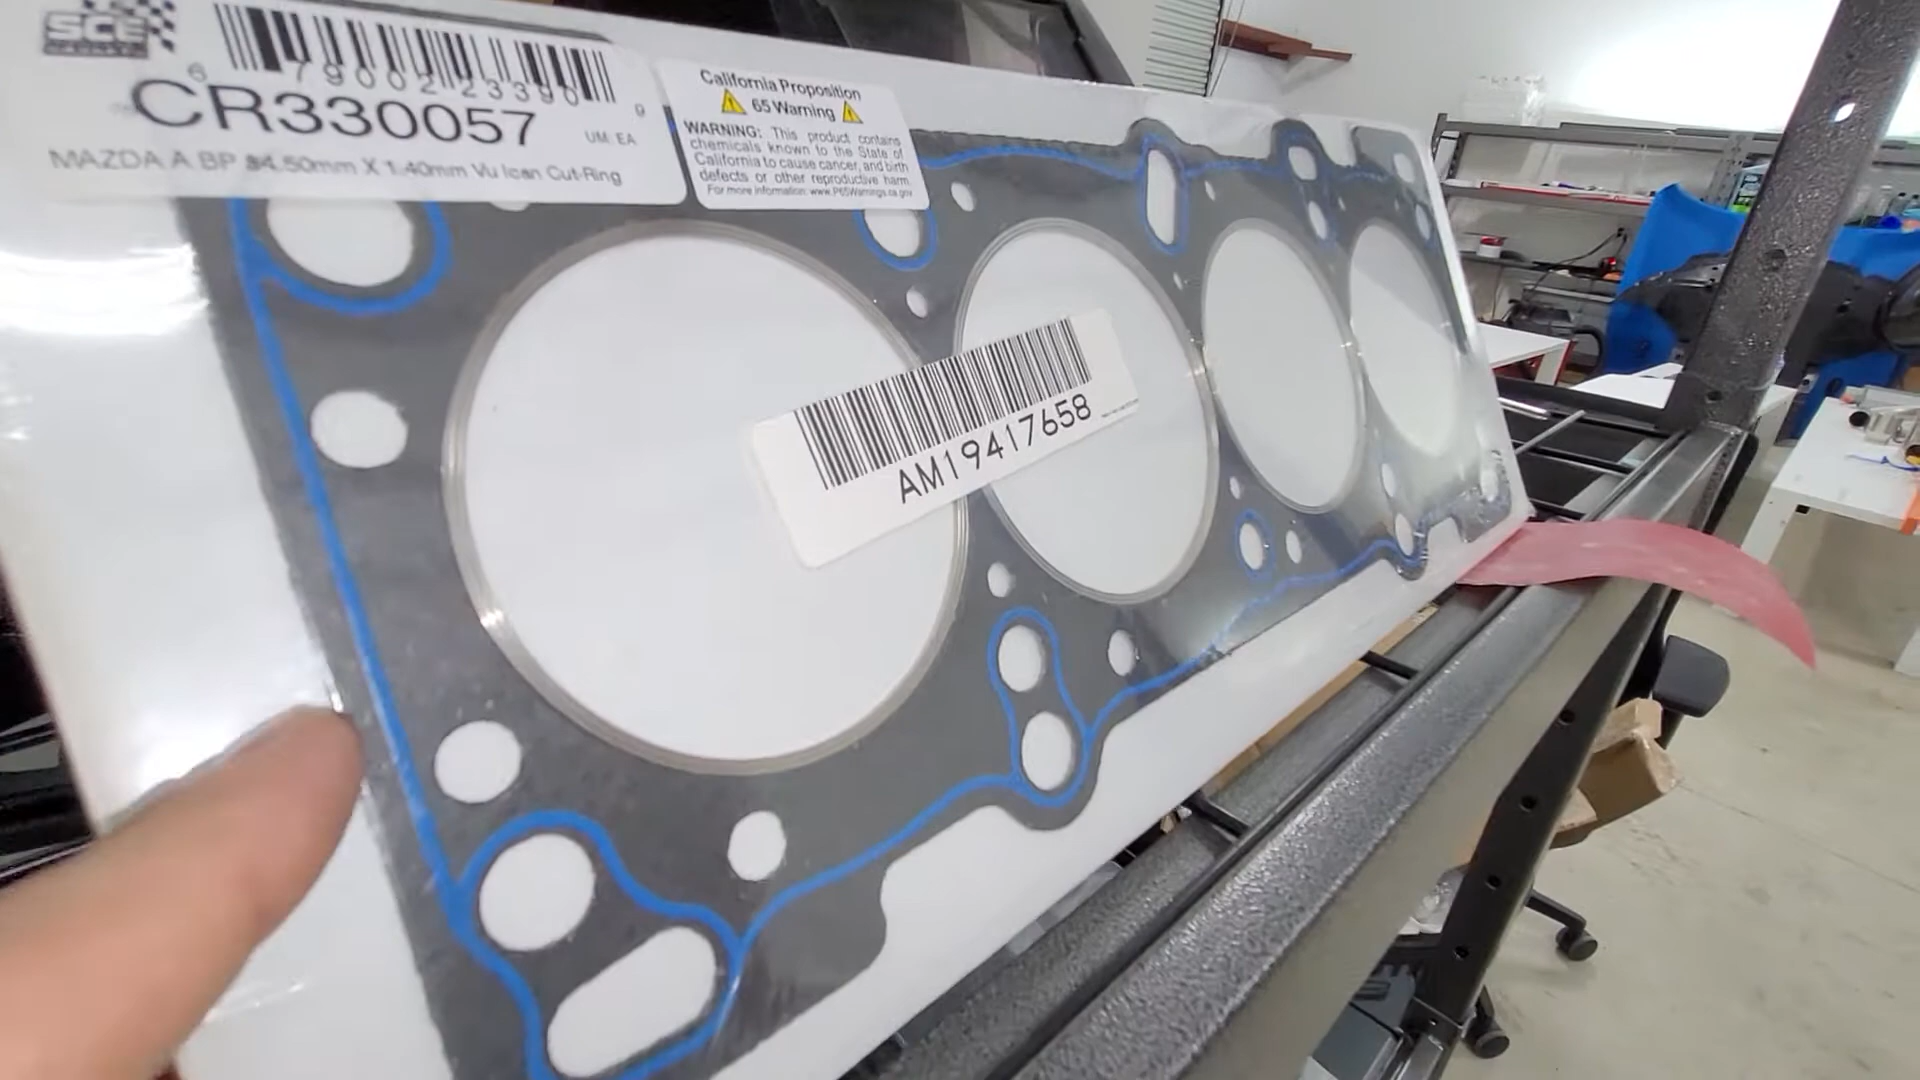 SCE
6 79002 23390 9
CR330057
UM: EA
MAZDA A BP 84.50mm X 1.40mm Vulcan Cut-Ring
California Proposition
65 Warning
WARNING: This product contains
chemicals known to the State of
California to cause cancer, and birth
defects or other reproductive harm.
For more information: www.P65Warnings.ca.gov
AM19417658